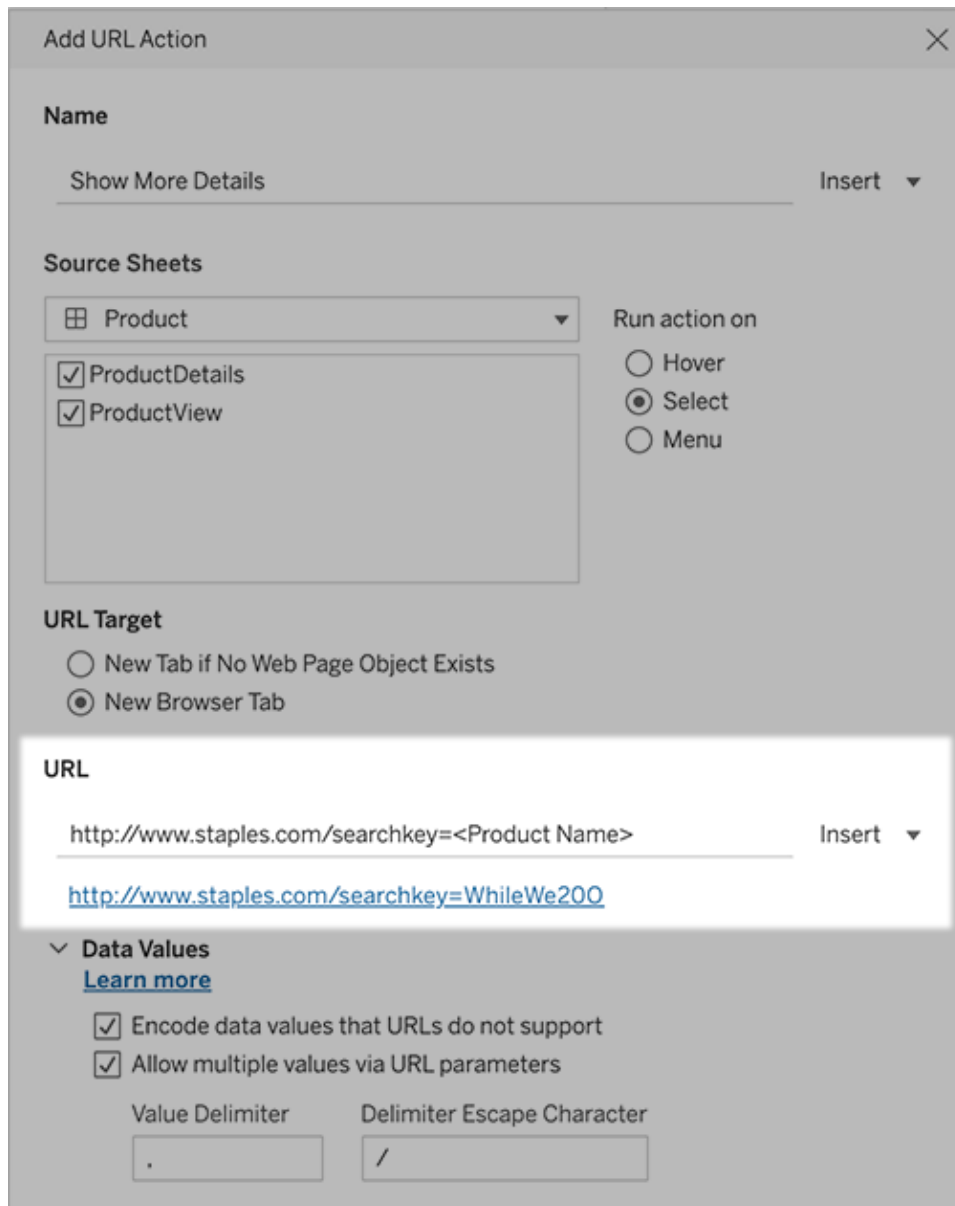 Add URL Action
Name
Show More Details Insert
Source Sheets
Product Run action on
ProductDetails Hover
ProductView Select
Menu
URL Target
New Tab if No Web Page Object Exists
New Browser Tab
URL
http://www.staples.com/searchkey=<Product Name> Insert
http://www.staples.com/searchkey=WhileWe20O
Data Values
Learn more
Encode data values that URLs do not support
Allow multiple values via URL parameters
Value Delimiter Delimiter Escape Character
, /